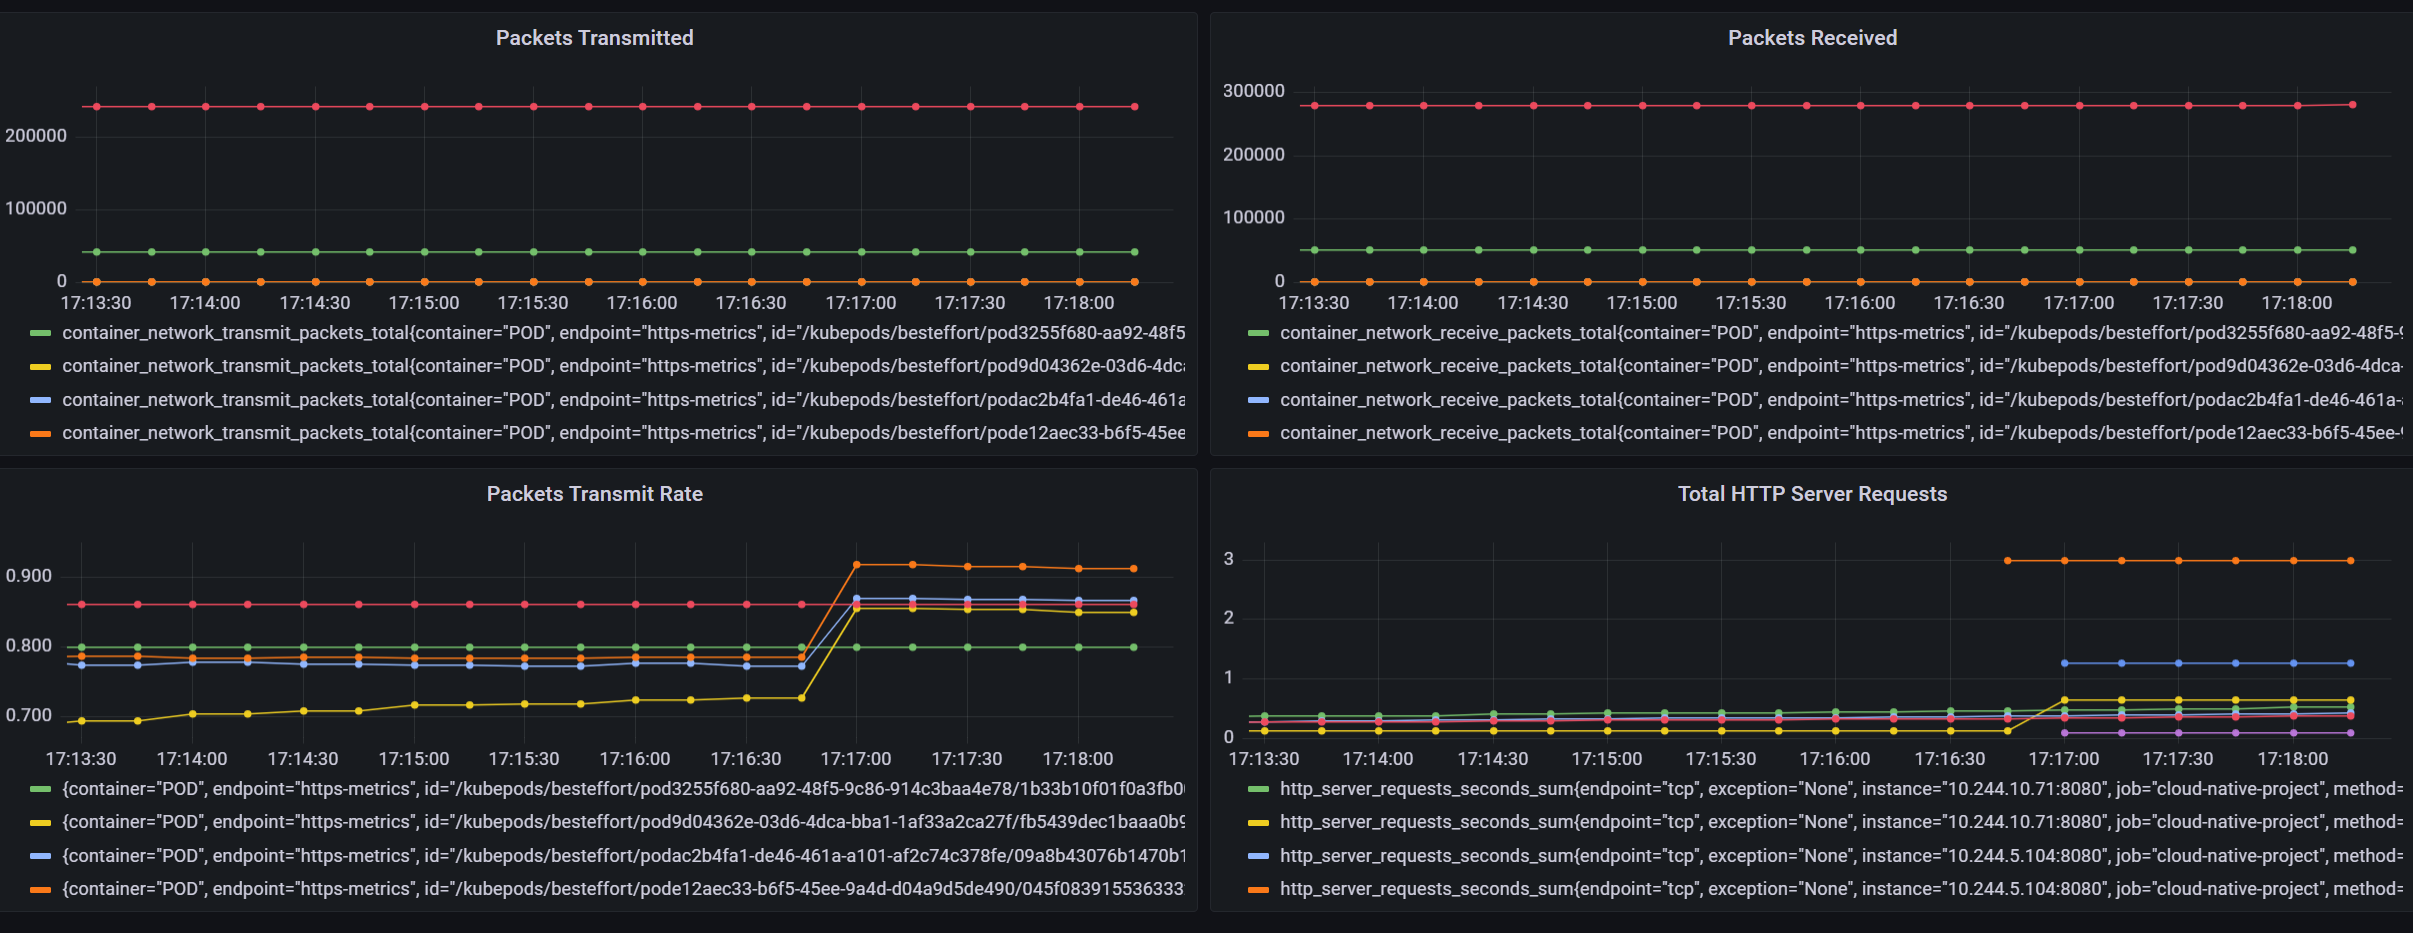 Packets Transmitted
200000
100000
0
17:13:30 17:14:00 17:14:30 17:15:00 17:15:30 17:16:00 17:16:30 17:17:00 17:17:30 17:18:00
container_network_transmit_packets_total{container="POD", endpoint="https-metrics", id="/kubepods/besteffort/pod3255f680-aa92-48f5
container_network_transmit_packets_total{container="POD", endpoint="https-metrics", id="/kubepods/besteffort/pod9d04362e-03d6-4dca
container_network_transmit_packets_total{container="POD", endpoint="https-metrics", id="/kubepods/besteffort/podac2b4fa1-de46-461a
container_network_transmit_packets_total{container="POD", endpoint="https-metrics", id="/kubepods/besteffort/pode12aec33-b6f5-45ee
Packets Received
300000
200000
100000
0
17:13:30 17:14:00 17:14:30 17:15:00 17:15:30 17:16:00 17:16:30 17:17:00 17:17:30 17:18:00
container_network_receive_packets_total{container="POD", endpoint="https-metrics", id="/kubepods/besteffort/pod3255f680-aa92-48f5-9
container_network_receive_packets_total{container="POD", endpoint="https-metrics", id="/kubepods/besteffort/pod9d04362e-03d6-4dca-
container_network_receive_packets_total{container="POD", endpoint="https-metrics", id="/kubepods/besteffort/podac2b4fa1-de46-461a-
container_network_receive_packets_total{container="POD", endpoint="https-metrics", id="/kubepods/besteffort/pode12aec33-b6f5-45ee-9
Packets Transmit Rate
0.900
0.800
0.700
17:13:30 17:14:00 17:14:30 17:15:00 17:15:30 17:16:00 17:16:30 17:17:00 17:17:30 17:18:00
{container="POD", endpoint="https-metrics", id="/kubepods/besteffort/pod3255f680-aa92-48f5-9c86-914c3baa4e78/1b33b10f01f0a3fb0
{container="POD", endpoint="https-metrics", id="/kubepods/besteffort/pod9d04362e-03d6-4dca-bba1-1af33a2ca27f/fb5439dec1baaa0b9
{container="POD", endpoint="https-metrics", id="/kubepods/besteffort/podac2b4fa1-de46-461a-a101-af2c74c378fe/09a8b43076b1470b1
{container="POD", endpoint="https-metrics", id="/kubepods/besteffort/pode12aec33-b6f5-45ee-9a4d-d04a9d5de490/045f083915536333
Total HTTP Server Requests
3
2
1
0
17:13:30 17:14:00 17:14:30 17:15:00 17:15:30 17:16:00 17:16:30 17:17:00 17:17:30 17:18:00
http_server_requests_seconds_sum{endpoint="tcp", exception="None", instance="10.244.10.71:8080", job="cloud-native-project", method=
http_server_requests_seconds_sum{endpoint="tcp", exception="None", instance="10.244.10.71:8080", job="cloud-native-project", method=
http_server_requests_seconds_sum{endpoint="tcp", exception="None", instance="10.244.5.104:8080", job="cloud-native-project", method=
http_server_requests_seconds_sum{endpoint="tcp", exception="None", instance="10.244.5.104:8080", job="cloud-native-project", method=